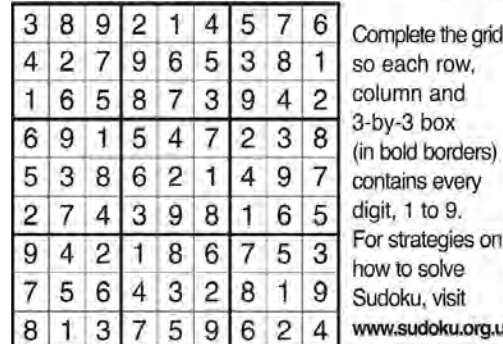 3 8 9 2 1 4 5 7 6
4 2 7 9 6 5 3 8 1
1 6 5 8 7 3 9 4 2
6 9 1 5 4 7 2 3 8
5 3 8 6 2 1 4 9 7
2 7 4 3 9 8 1 6 5
9 4 2 1 8 6 7 5 3
7 5 6 4 3 2 8 1 9
8 1 3 7 5 9 6 2 4
Complete the grid
so each row,
column and
3-by-3 box
(in bold borders)
contains every
digit, 1 to 9.
For strategies on
how to solve
Sudoku, visit
www.sudoku.org.u